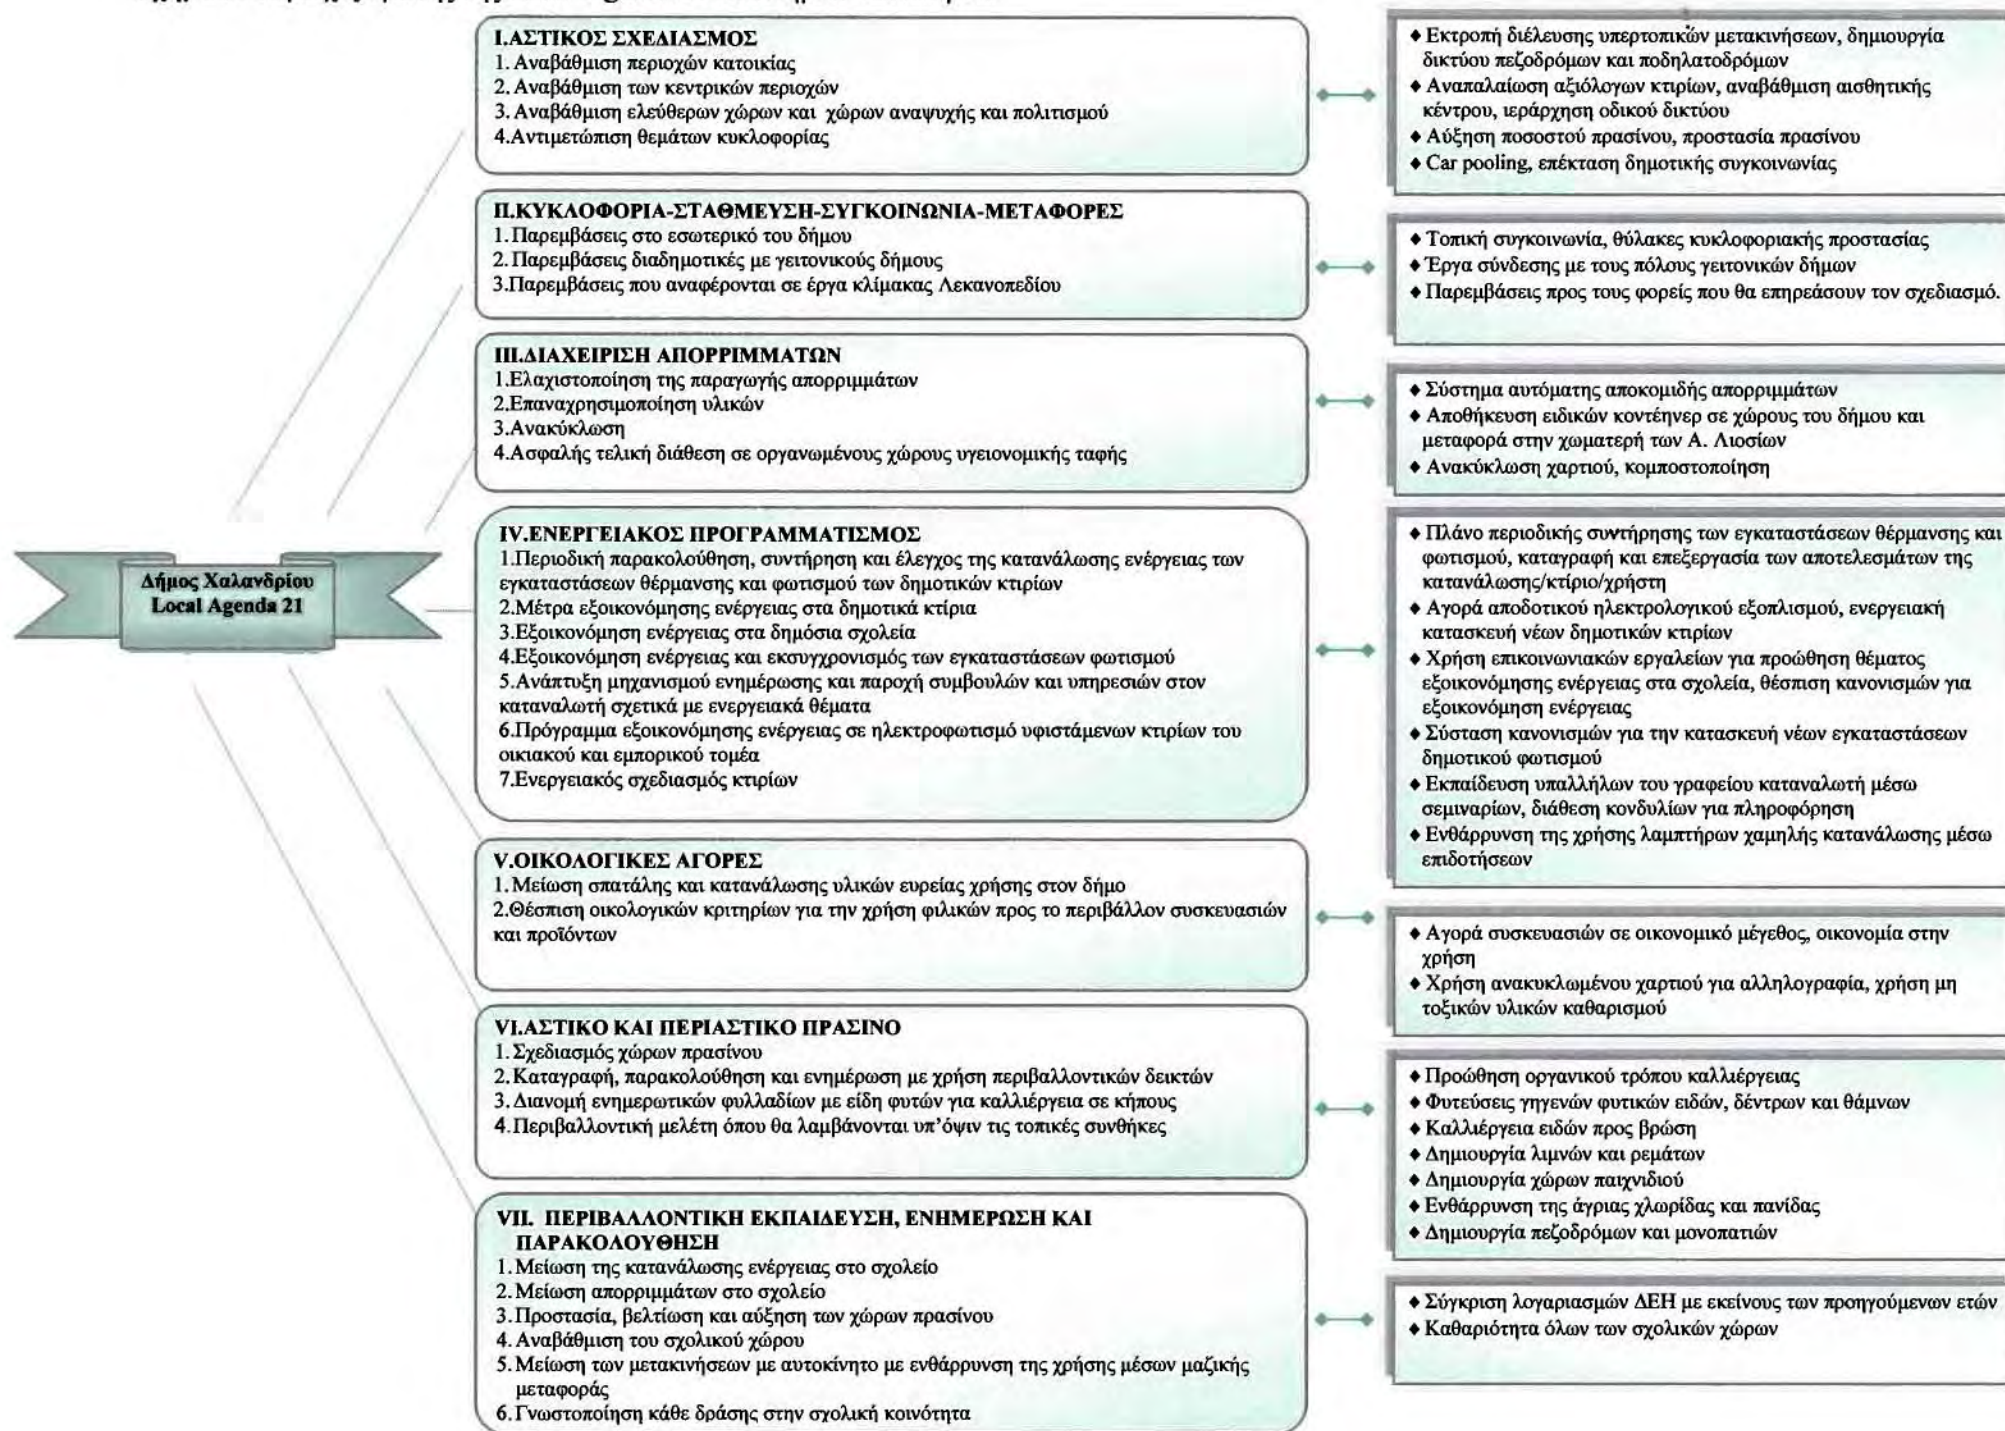 Δήμος Χαλανδρίου
Local Agenda 21
Ι.ΑΣΤΙΚΟΣ ΣΧΕΔΙΑΣΜΟΣ
1. Αναβάθμιση περιοχών κατοικίας
2. Αναβάθμιση των κεντρικών περιοχών
3. Αναβάθμιση ελεύθερων χώρων και χώρων αναψυχής και πολιτισμού
4.Αντιμετώπιση θεμάτων κυκλοφορίας
♦ Εκτροπή διέλευσης υπερτοπικών μετακινήσεων, δημιουργία
δικτύου πεζοδρόμων και ποδηλατοδρόμων
♦ Αναπαλαίωση αξιόλογων κτιρίων, αναβάθμιση αισθητικής
κέντρου, ιεράρχηση οδικού δικτύου
♦ Αύξηση ποσοστού πρασίνου, προστασία πρασίνου
♦ Car pooling, επέκταση δημοτικής συγκοινωνίας
ΙΙ.ΚΥΚΛΟΦΟΡΙΑ-ΣΤΑΘΜΕΥΣΗ-ΣΥΓΚΟΙΝΩΝΙΑ-ΜΕΤΑΦΟΡΕΣ
1. Παρεμβάσεις στο εσωτερικό του δήμου
2. Παρεμβάσεις διαδημοτικές με γειτονικούς δήμους
3.Παρεμβάσεις που αναφέρονται σε έργα κλίμακας Λεκανοπεδίου
♦ Τοπική συγκοινωνία, θύλακες κυκλοφοριακής προστασίας
♦ Έργα σύνδεσης με τους πόλους γειτονικών δήμων
♦ Παρεμβάσεις προς τους φορείς που θα επηρεάσουν τον σχεδιασμό.
ΙΙΙ.ΔΙΑΧΕΙΡΙΣΗ ΑΠΟΡΡΙΜΜΑΤΩΝ
1.Ελαχιστοποίηση της παραγωγής απορριμμάτων
2.Επαναχρησιμοποίηση υλικών
3.Ανακύκλωση
4.Ασφαλής τελική διάθεση σε οργανωμένους χώρους υγειονομικής ταφής
♦ Σύστημα αυτόματης αποκομιδής απορριμμάτων
♦ Αποθήκευση ειδικών κοντέηνερ σε χώρους του δήμου και
μεταφορά στην χωματερή των Α. Λιοσίων
♦ Ανακύκλωση χαρτιού, κομποστοποίηση
IV.ΕΝΕΡΓΕΙΑΚΟΣ ΠΡΟΓΡΑΜΜΑΤΙΣΜΟΣ
1.Περιοδική παρακολούθηση, συντήρηση και έλεγχος της κατανάλωσης ενέργειας των
εγκαταστάσεων θέρμανσης και φωτισμού των δημοτικών κτιρίων
2.Μέτρα εξοικονόμησης ενέργειας στα δημοτικά κτίρια
3.Εξοικονόμηση ενέργειας στα δημόσια σχολεία
4.Εξοικονόμηση ενέργειας και εκσυγχρονισμός των εγκαταστάσεων φωτισμού
5.Ανάπτυξη μηχανισμού ενημέρωσης και παροχή συμβουλών και υπηρεσιών στον
καταναλωτή σχετικά με ενεργειακά θέματα
6.Πρόγραμμα εξοικονόμησης ενέργειας σε ηλεκτροφωτισμό υφιστάμενων κτιρίων του
οικιακού και εμπορικού τομέα
7.Ενεργειακός σχεδιασμός κτιρίων
♦ Πλάνο περιοδικής συντήρησης των εγκαταστάσεων θέρμανσης και
φωτισμού, καταγραφή και επεξεργασία των αποτελεσμάτων της
κατανάλωσης/κτίριο/χρήστη
♦ Αγορά αποδοτικού ηλεκτρολογικού εξοπλισμού, ενεργειακή
κατασκευή νέων δημοτικών κτιρίων
♦ Χρήση επικοινωνιακών εργαλείων για προώθηση θέματος
εξοικονόμησης ενέργειας στα σχολεία, θέσπιση κανονισμών για
εξοικονόμηση ενέργειας
♦ Σύσταση κανονισμών για την κατασκευή νέων εγκαταστάσεων
δημοτικού φωτισμού
♦ Εκπαίδευση υπαλλήλων του γραφείου καταναλωτή μέσω
σεμιναρίων, διάθεση κονδυλίων για πληροφόρηση
♦ Ενθάρρυνση της χρήσης λαμπτήρων χαμηλής κατανάλωσης μέσω
επιδοτήσεων
V.ΟΙΚΟΛΟΓΙΚΕΣ ΑΓΟΡΕΣ
1. Μείωση σπατάλης και κατανάλωσης υλικών ευρείας χρήσης στον δήμο
2.Θέσπιση οικολογικών κριτηρίων για την χρήση φιλικών προς το περιβάλλον συσκευασιών
και προϊόντων
♦ Αγορά συσκευασιών σε οικονομικό μέγεθος, οικονομία στην
χρήση
♦ Χρήση ανακυκλωμένου χαρτιού για αλληλογραφία, χρήση μη
τοξικών υλικών καθαρισμού
VI.ΑΣΤΙΚΟ ΚΑΙ ΠΕΡΙΑΣΤΙΚΟ ΠΡΑΣΙΝΟ
1. Σχεδιασμός χώρων πρασίνου
2. Καταγραφή, παρακολούθηση και ενημέρωση με χρήση περιβαλλοντικών δεικτών
3. Διανομή ενημερωτικών φυλλαδίων με είδη φυτών για καλλιέργεια σε κήπους
4.Περιβαλλοντική μελέτη όπου θα λαμβάνονται υπ’όψιν τις τοπικές συνθήκες
♦ Προώθηση οργανικού τρόπου καλλιέργειας
♦ Φυτεύσεις γηγενών φυτικών ειδών, δέντρων και θάμνων
♦ Καλλιέργεια ειδών προς βρώση
♦ Δημιουργία λιμνών και ρεμάτων
♦ Δημιουργία χώρων παιχνιδιού
♦ Ενθάρρυνση της άγριας χλωρίδας και πανίδας
♦ Δημιουργία πεζοδρόμων και μονοπατιών
VII. ΠΕΡΙΒΑΛΛΟΝΤΙΚΗ ΕΚΠΑΙΔΕΥΣΗ, ΕΝΗΜΕΡΩΣΗ ΚΑΙ
ΠΑΡΑΚΟΛΟΥΘΗΣΗ
1. Μείωση της κατανάλωσης ενέργειας στο σχολείο
2. Μείωση απορριμμάτων στο σχολείο
3. Προστασία, βελτίωση και αύξηση των χώρων πρασίνου
4. Αναβάθμιση του σχολικού χώρου
5. Μείωση των μετακινήσεων με αυτοκίνητο με ενθάρρυνση της χρήσης μέσων μαζικής
μεταφοράς
6. Γνωστοποίηση κάθε δράσης στην σχολική κοινότητα
♦ Σύγκριση λογαριασμών ΔΕΗ με εκείνους των προηγούμενων ετών
♦ Καθαριότητα όλων των σχολικών χώρων